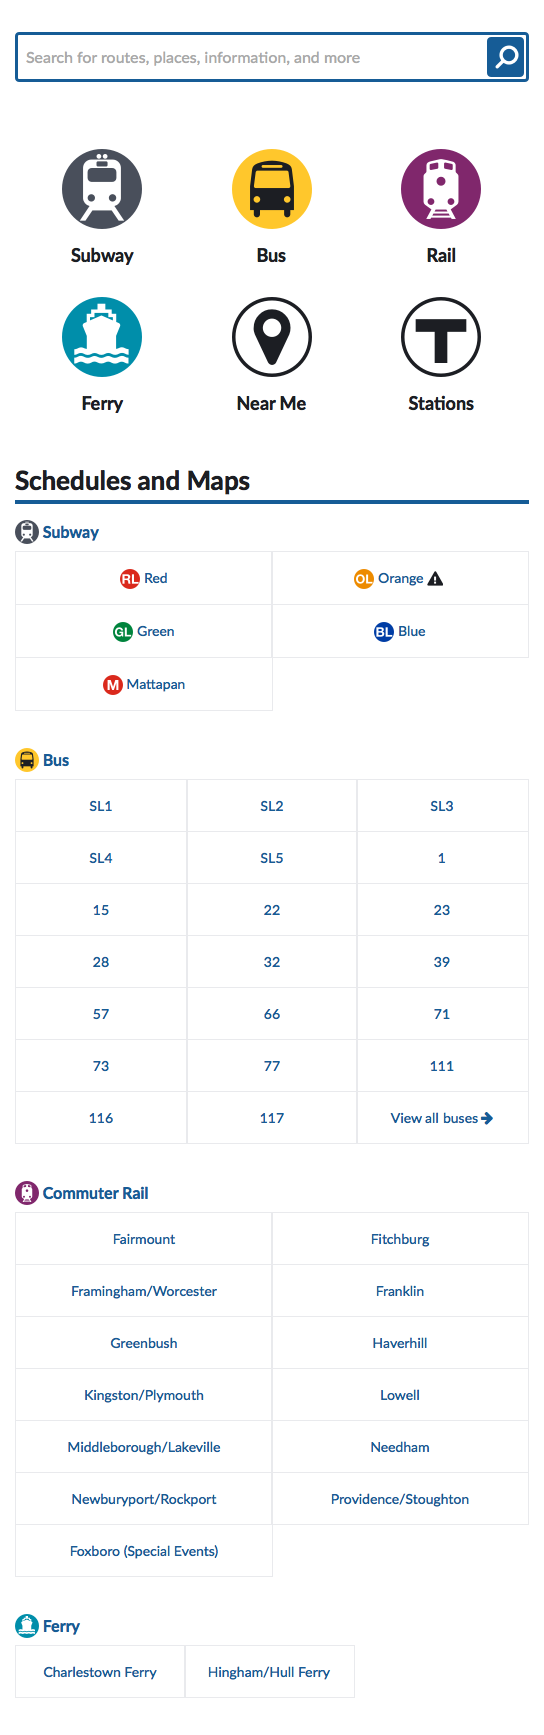 Search for routes, places, information, and more
Subway Bus Rail
Ferry Near Me Stations
T
Schedules and Maps
Subway
RL Red OL Orange
GL Green BL Blue
M Mattapan
Bus
SL1 SL2 SL3
SL4 SL5 1
15 22 23
28 32 39
57 66 71
73 77 111
116 117 View all buses
Commuter Rail
Fairmount Fitchburg
Framingham/Worcester Franklin
Greenbush Haverhill
Kingston/Plymouth Lowell
Middleborough/Lakeville Needham
Newburyport/Rockport Providence/Stoughton
Foxboro (Special Events)
Ferry
Charlestown Ferry Hingham/Hull Ferry